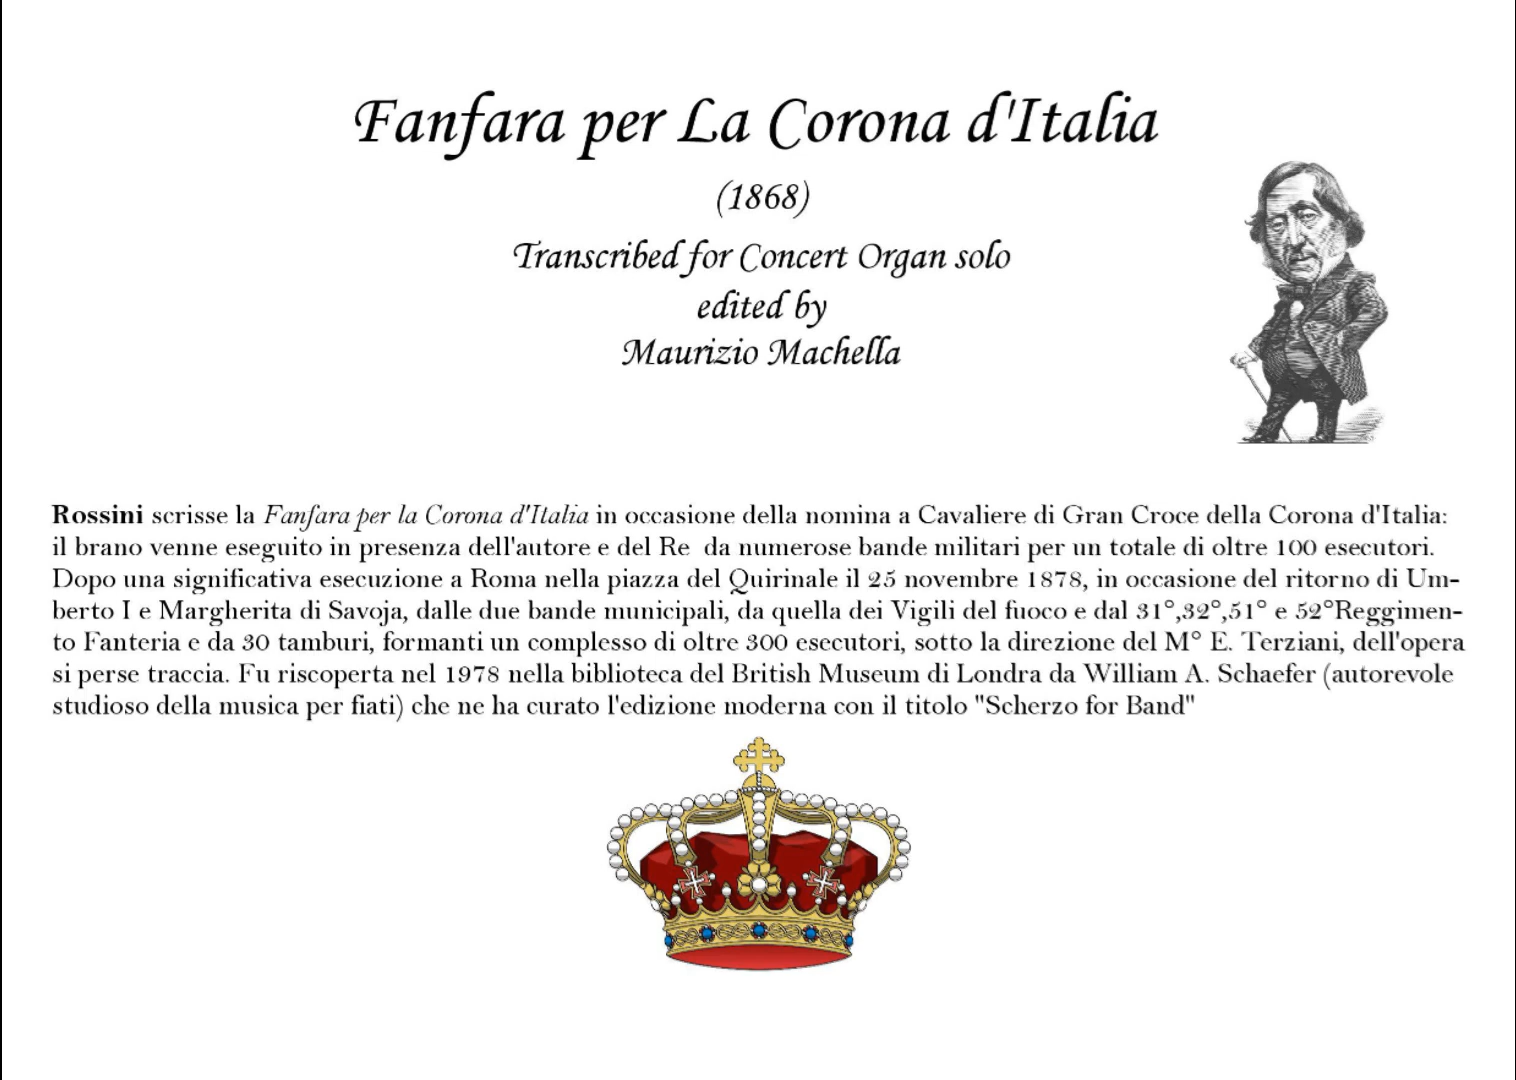 Fanfara per La Corona d'Italia
(1868)
Transcribed for Concert Organ solo
edited by
Maurizio Machella
Rossini scrisse la Fanfara per la Corona d'Italia in occasione della nomina a Cavaliere di Gran Croce della Corona d'Italia:
il brano venne eseguito in presenza dell'autore e del Re  da numerose bande militari per un totale di oltre 100 esecutori.
Dopo una significativa esecuzione a Roma nella piazza del Quirinale il 25 novembre 1878, in occasione del ritorno di Um-
berto I e Margherita di Savoja, dalle due bande municipali, da quella dei Vigili del fuoco e dal 31°,32°,51° e 52°Reggimen-
to Fanteria e da 30 tamburi, formanti un complesso di oltre 300 esecutori, sotto la direzione del M° E. Terziani, dell'opera
si perse traccia. Fu riscoperta nel 1978 nella biblioteca del British Museum di Londra da William A. Schaefer (autorevole
studioso della musica per fiati) che ne ha curato l'edizione moderna con il titolo "Scherzo for Band"